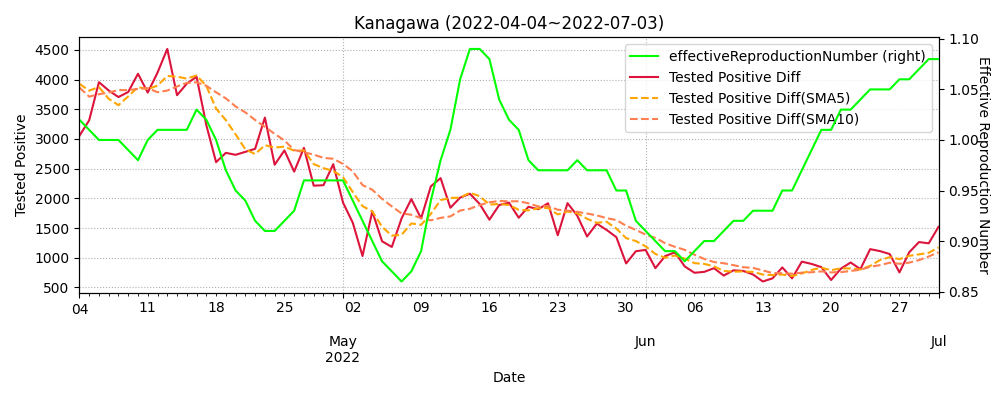 Kanagawa (2022-04-04~2022-07-03)
effectiveReproductionNumber (right)
Tested Positive Diff
Tested Positive Diff(SMA5)
Tested Positive Diff(SMA10)
Tested Positive
4500
4000
3500
3000
2500
2000
1500
1000
500
1.10
1.05
1.00
0.95
0.90
0.85
Effective Reproduction Number
04 11 18 25 02 09 16 23 30 06 13 20 27
May Jun Jul
2022
Date